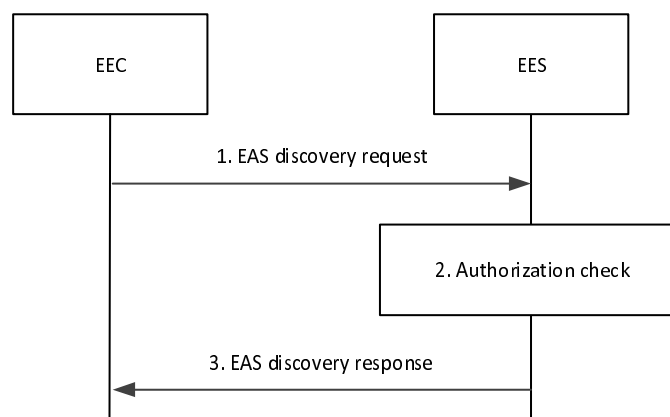 EEC
EES
1. EAS discovery request
2. Authorization check
3. EAS discovery response